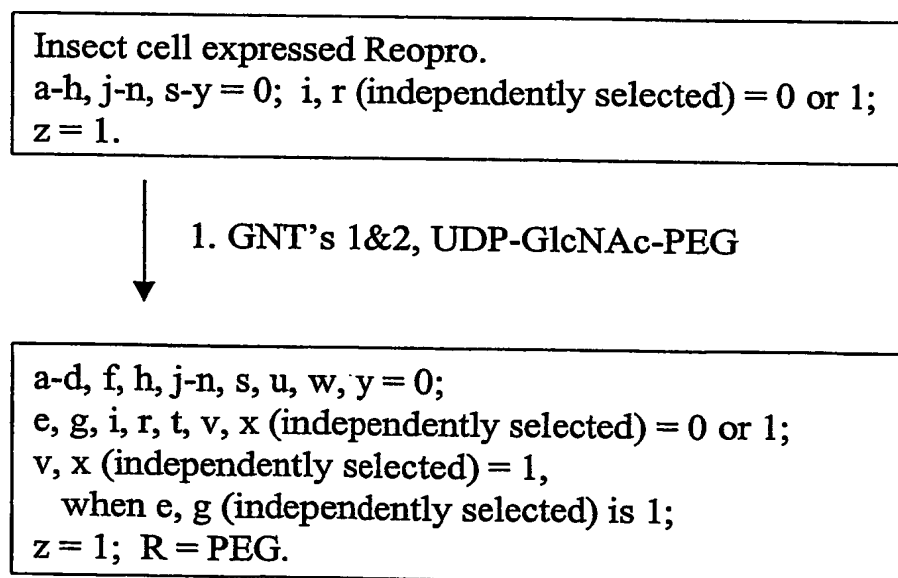 Insect cell expressed Reopro.
a-h, j-n, s-y = 0; i, r (independently selected) = 0 or 1;
z = 1.
1. GNT's 1&2, UDP-GlcNAc-PEG
a-d, f, h, j-n, s, u, w, y = 0;
e, g, i, r, t, v, x (independently selected) = 0 or 1;
v, x (independently selected) = 1,
when e, g (independently selected) is 1;
z = 1; R = PEG.